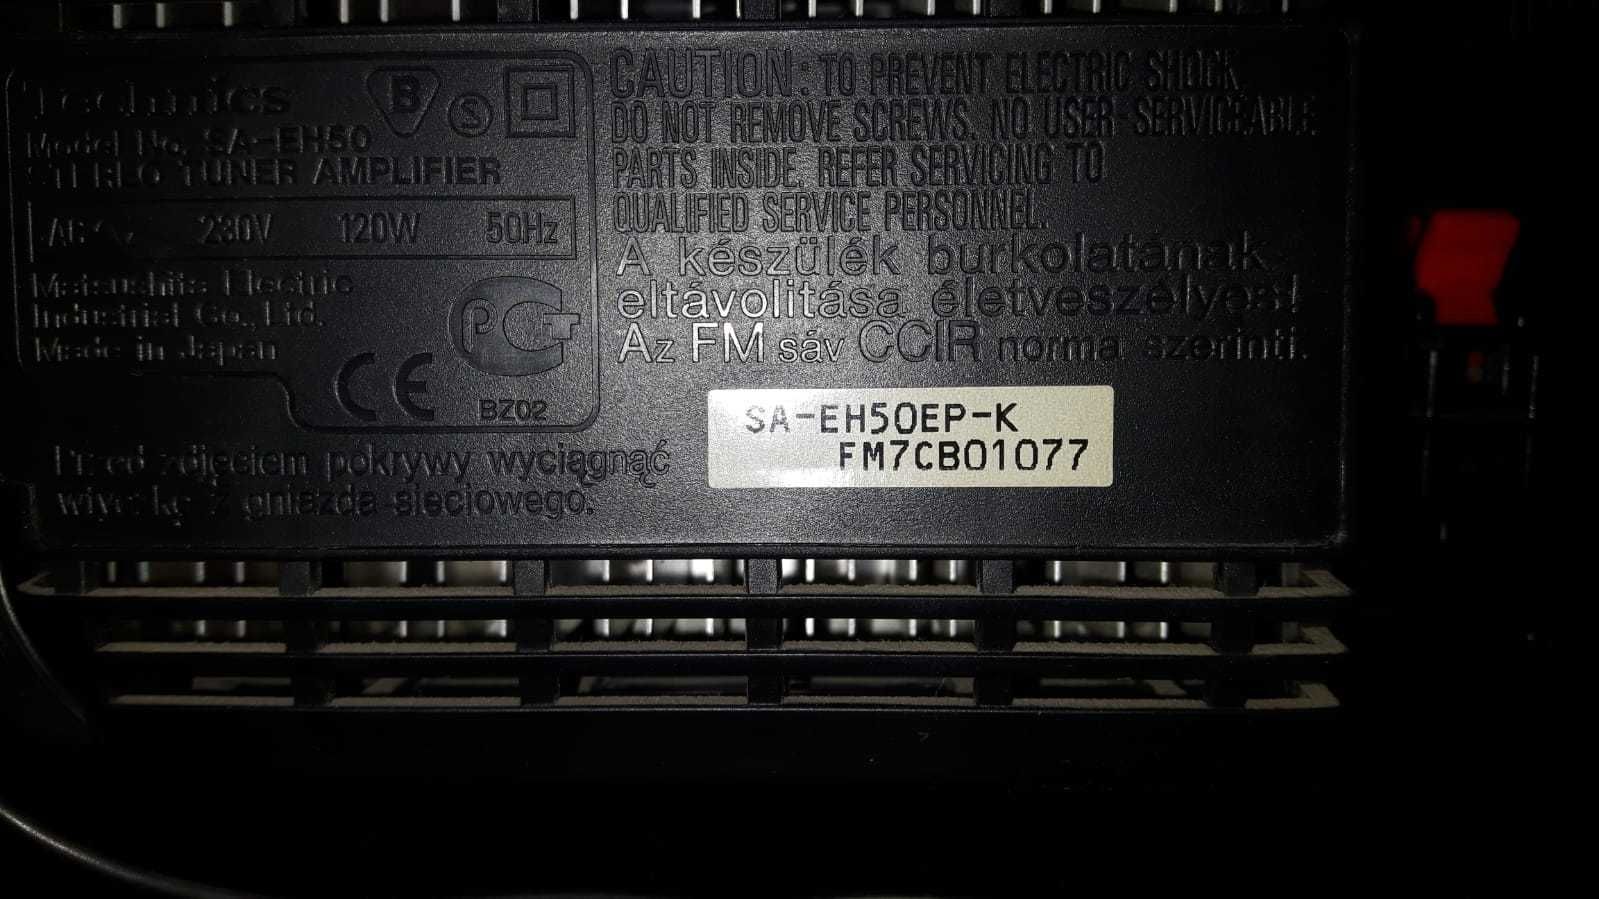 Technics
B
S
Model No. SA-EH50
STEREO TUNER AMPLIFIER
AC 230V 120W 50Hz
Matsushita Electric
Industrial Co., Ltd.
Made in Japan
PCT
CE
BZ02
Przed zdjęciem pokrywy wyciągnąć
wtyczkę z gniazda sieciowego.
CAUTION: TO PREVENT ELECTRIC SHOCK
DO NOT REMOVE SCREWS. NO USER-SERVICEABLE
PARTS INSIDE. REFER SERVICING TO
QUALIFIED SERVICE PERSONNEL.
A készülék burkolatának
eltávolitása életveszélyes!
Az FM sáv CCIR norma szerinti.
SA-EH50EP-K
FM7CB01077